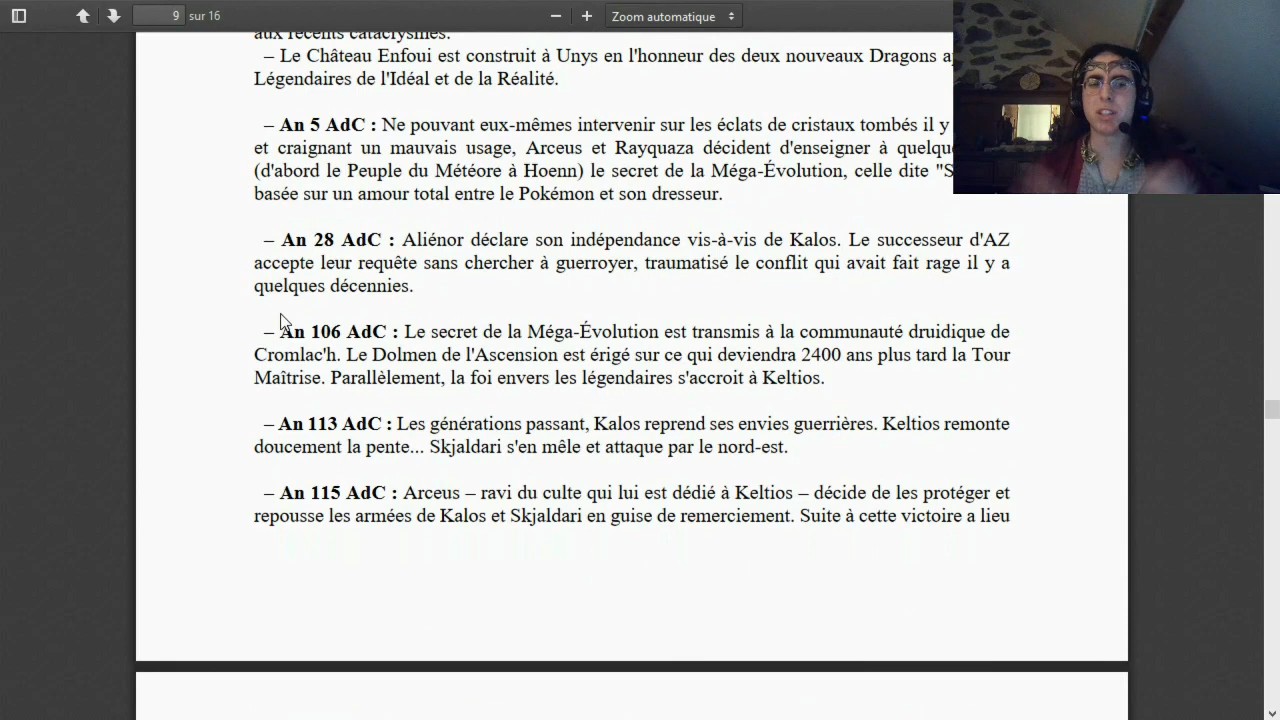 9 sur 16
Zoom automatique
aux récents cataclysmes.
– Le Château Enfoui est construit à Unys en l'honneur des deux nouveaux Dragons
Légendaires de l'Idéal et de la Réalité.
– An 5 AdC : Ne pouvant eux-mêmes intervenir sur les éclats de cristaux tombés il y
et craignant un mauvais usage, Arceus et Rayquaza décident d'enseigner à
(d'abord le Peuple du Météore à Hoenn) le secret de la Méga-Évolution, celle dite
basée sur un amour total entre le Pokémon et son dresseur.
– An 28 AdC : Aliénor déclare son indépendance vis-à-vis de Kalos. Le successeur d'AZ
accepte leur requête sans chercher à guerroyer, traumatisé le conflit qui avait fait rage il y a
quelques décennies.
– An 106 AdC : Le secret de la Méga-Évolution est transmis à la communauté druidique de
Cromlac'h. Le Dolmen de l'Ascension est érigé sur ce qui deviendra 2400 ans plus tard la Tour
Maîtrise. Parallèlement, la foi envers les légendaires s'accroit à Keltios.
– An 113 AdC : Les générations passant, Kalos reprend ses envies guerrières. Keltios remonte
doucement la pente... Skjaldari s'en mêle et attaque par le nord-est.
– An 115 AdC : Arceus – ravi du culte qui lui est dédié à Keltios – décide de les protéger et
repousse les armées de Kalos et Skjaldari en guise de remerciement. Suite à cette victoire a lieu